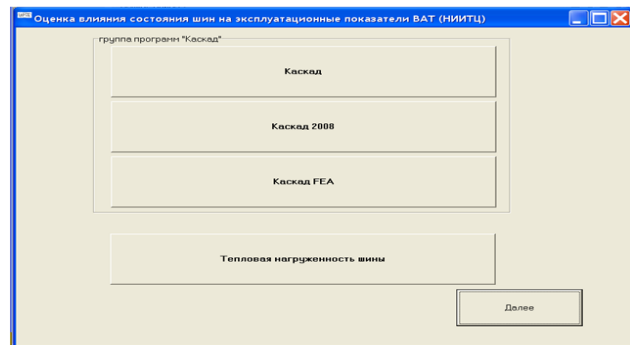 Оценка влияния состояния шин на эксплуатационные показатели ВАТ (НИИТЦ)
группа программ "Каскад"
Каскад
Каскад 2008
Каскад FEA
Тепловая нагруженность шины
Далее